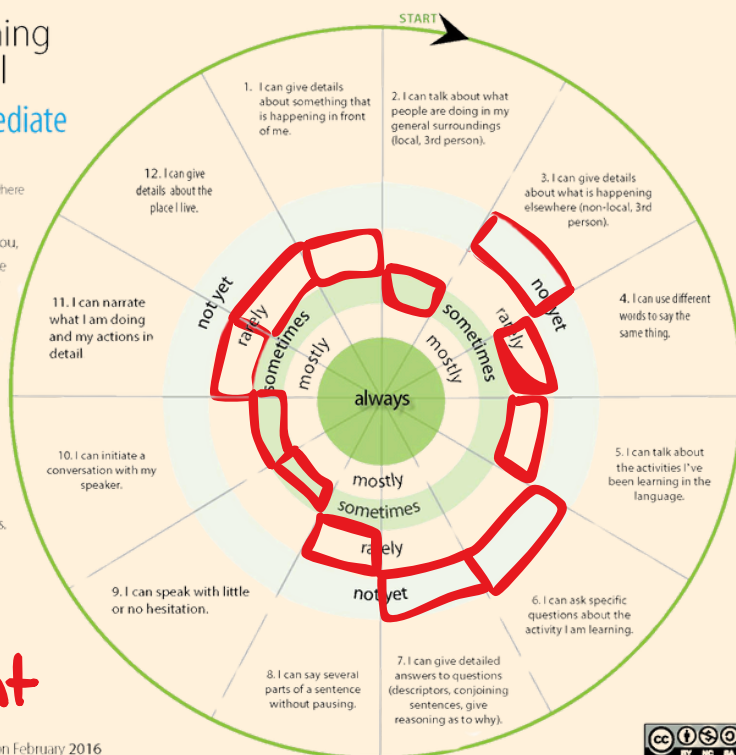 ning
l
ediate
here
ou,
e
s.
nt
on February 2016
START
1. I can give details
about something that
is happening in front
of me.
2. I can talk about what
people are doing in my
general surroundings
(local, 3rd person).
3. I can give details
about what is happening
elsewhere (non-local, 3rd
person).
4. I can use different
words to say the
same thing.
5. I can talk about
the activities I've
been learning in the
language.
6. I can ask specific
questions about the
activity I am learning.
7. I can give detailed
answers to questions
(descriptors, conjoining
sentences, give
reasoning as to why).
8. I can say several
parts of a sentence
without pausing.
9. I can speak with little
or no hesitation.
10. I can initiate a
conversation with my
speaker.
11. I can narrate
what I am doing
and my actions in
detail
12. I can give
details about the
place I live.
not yet
rarely
sometimes
mostly
not yet
rarely
sometimes
mostly
always
mostly
sometimes
rarely
not yet
cc